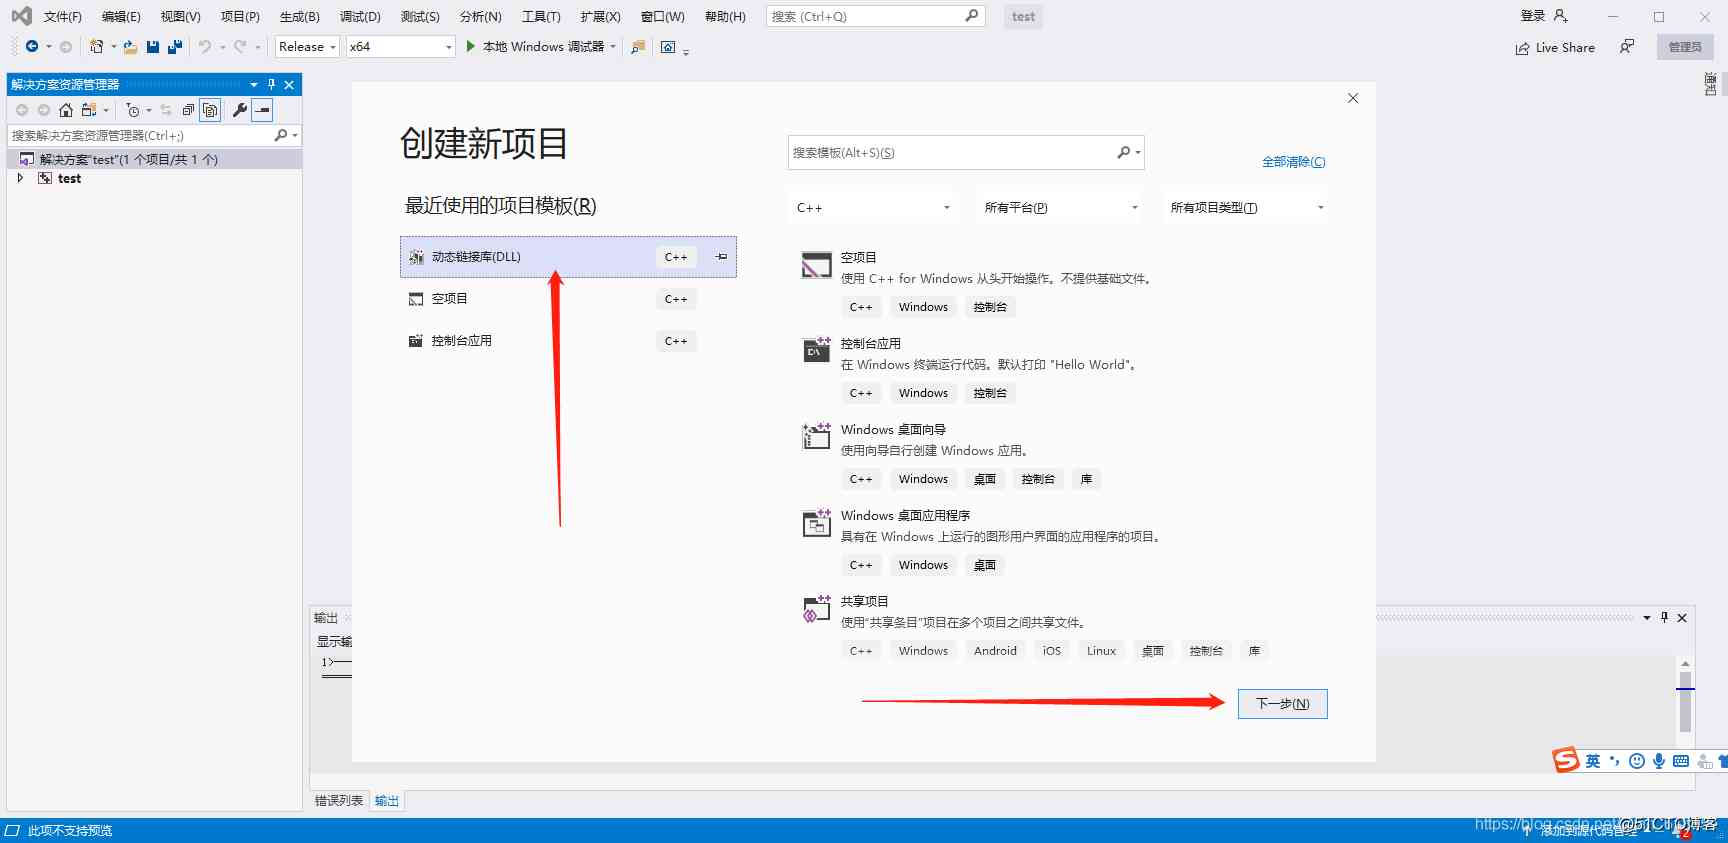 文件(F) 编辑(E) 视图(V) 项目(P) 生成(B) 调试(D) 测试(S) 分析(N) 工具(T) 扩展(X) 窗口(W) 帮助(H) 搜索 (Ctrl+Q) test 登录
Release x64 本地 Windows 调试器 Live Share 管理员
解决方案资源管理器
搜索解决方案资源管理器(Ctrl+;)
解决方案"test"(1 个项目/共 1 个)
test
创建新项目
最近使用的项目模板(R)
动态链接库(DLL) C++
空项目 C++
控制台应用 C++
搜索模板(Alt+S)(S)
全部清除(C)
C++ 所有平台(P) 所有项目类型(T)
空项目
使用 C++ for Windows 从头开始操作。不提供基础文件。
C++ Windows 控制台
控制台应用
在 Windows 终端运行代码。默认打印 "Hello World"。
C++ Windows 控制台
Windows 桌面向导
使用向导自行创建 Windows 应用。
C++ Windows 桌面 控制台 库
Windows 桌面应用程序
具有在 Windows 上运行的图形用户界面的应用程序的项目。
C++ Windows 桌面
共享项目
使用“共享条目”项目在多个项目之间共享文件。
C++ Windows Android iOS Linux 桌面 控制台 库
下一步(N)
输出
显示输
1>
英
错误列表 输出
此项不支持预览
添加到源代码管理
2
https://blog.csdn.net
@51CTO博客